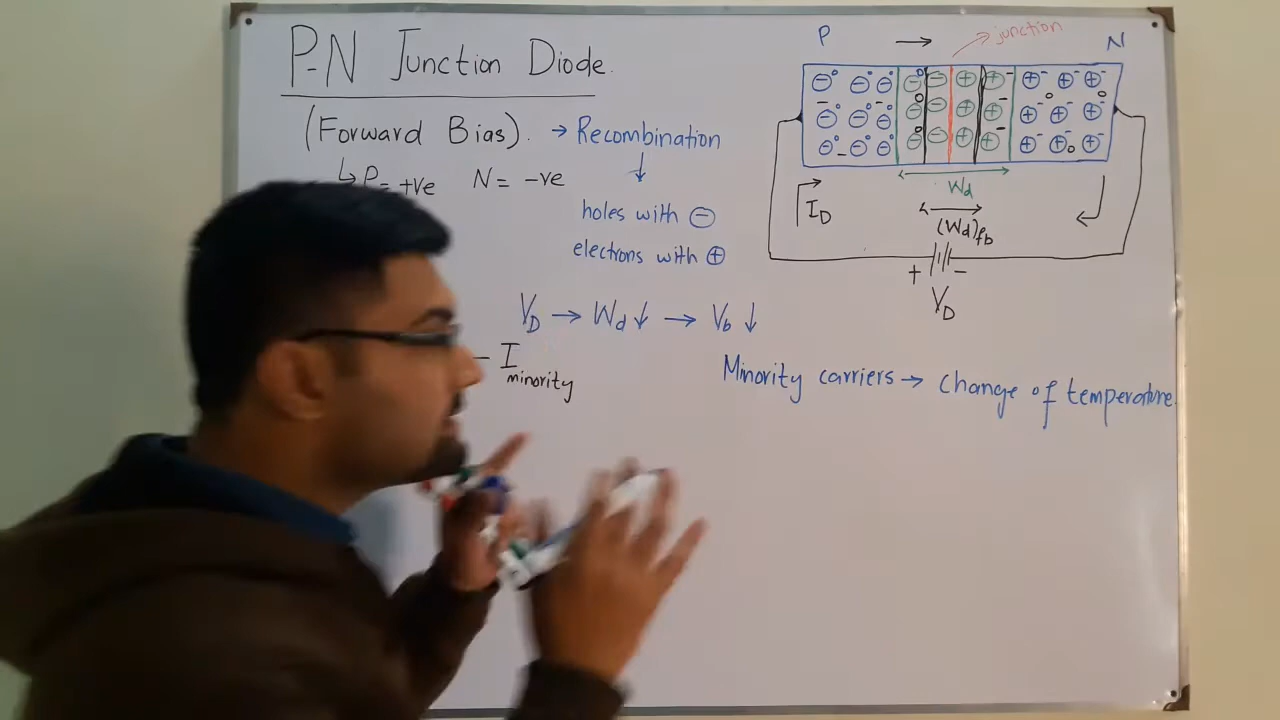 P-N Junction Diode.
(Forward Bias). → Recombination
↳ P= +ve N= -ve
↓
holes with ⊖
electrons with ⊕
V_D → W_d ↓ → V_b ↓
- I_minority
Minority carriers → change of temperature
P → junction N
W_d
I_D
(W_d)_fb
+ -
V_D